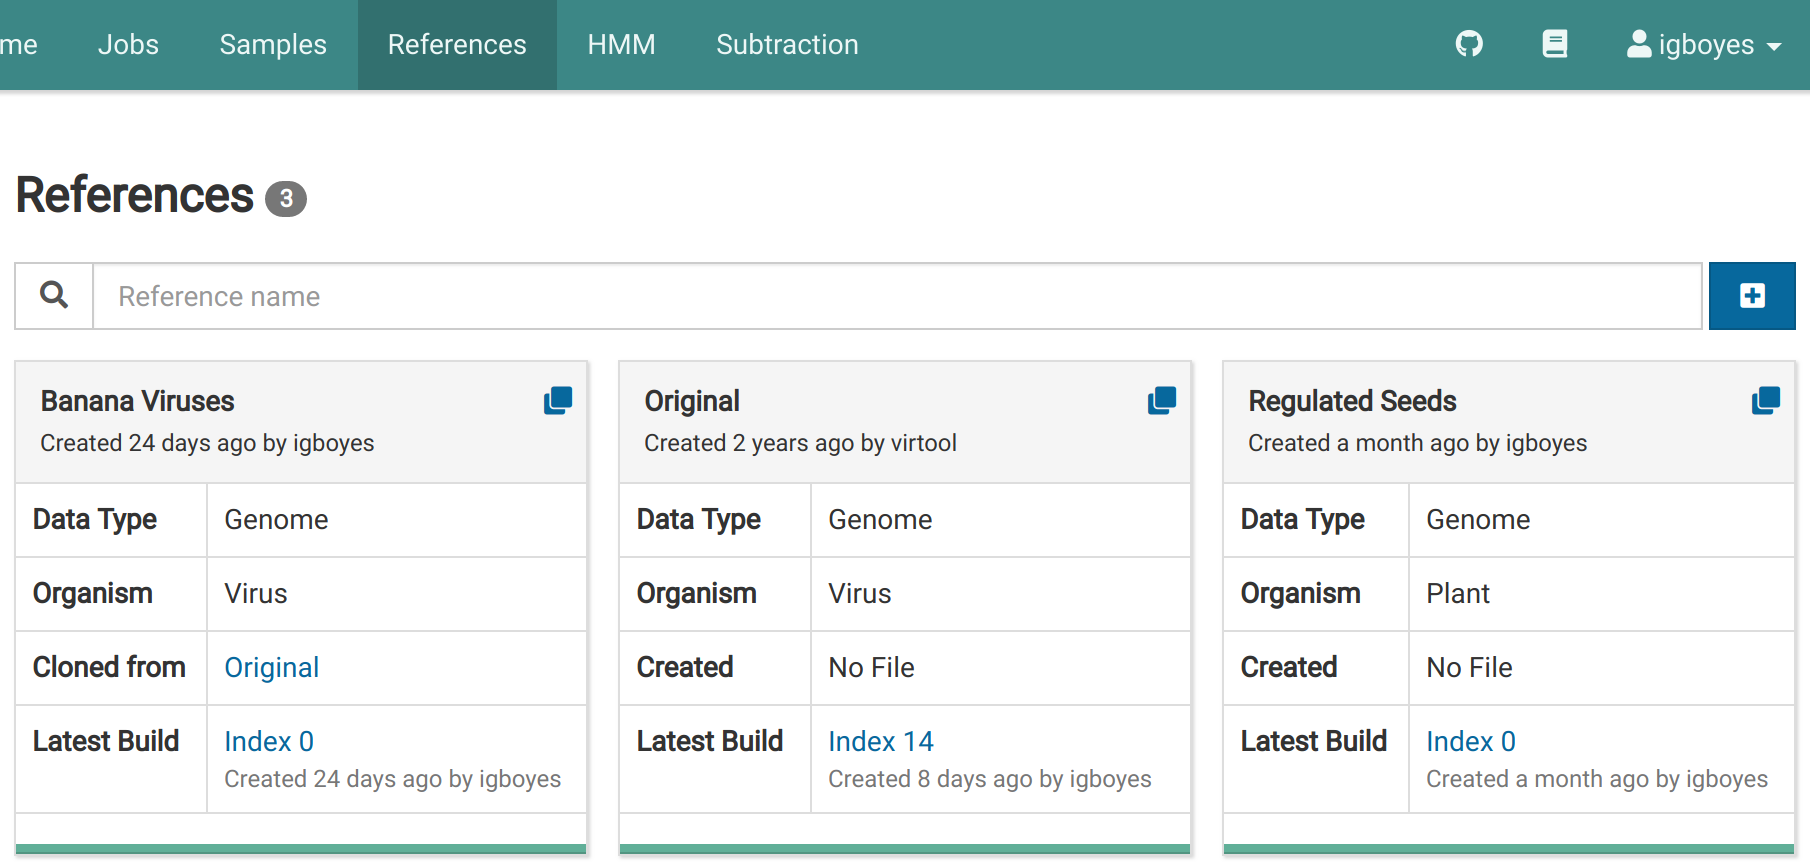 me Jobs Samples References HMM Subtraction igboyes
References 3
Reference name
Banana Viruses
Created 24 days ago by igboyes
Data Type Genome
Organism Virus
Cloned from Original
Latest Build Index 0
Created 24 days ago by igboyes
Original
Created 2 years ago by virtool
Data Type Genome
Organism Virus
Created No File
Latest Build Index 14
Created 8 days ago by igboyes
Regulated Seeds
Created a month ago by igboyes
Data Type Genome
Organism Plant
Created No File
Latest Build Index 0
Created a month ago by igboyes